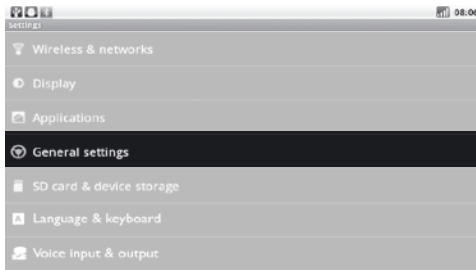 08:06
Settings
Wireless & networks
Display
Applications
General settings
SD card & device storage
Language & keyboard
Voice input & output